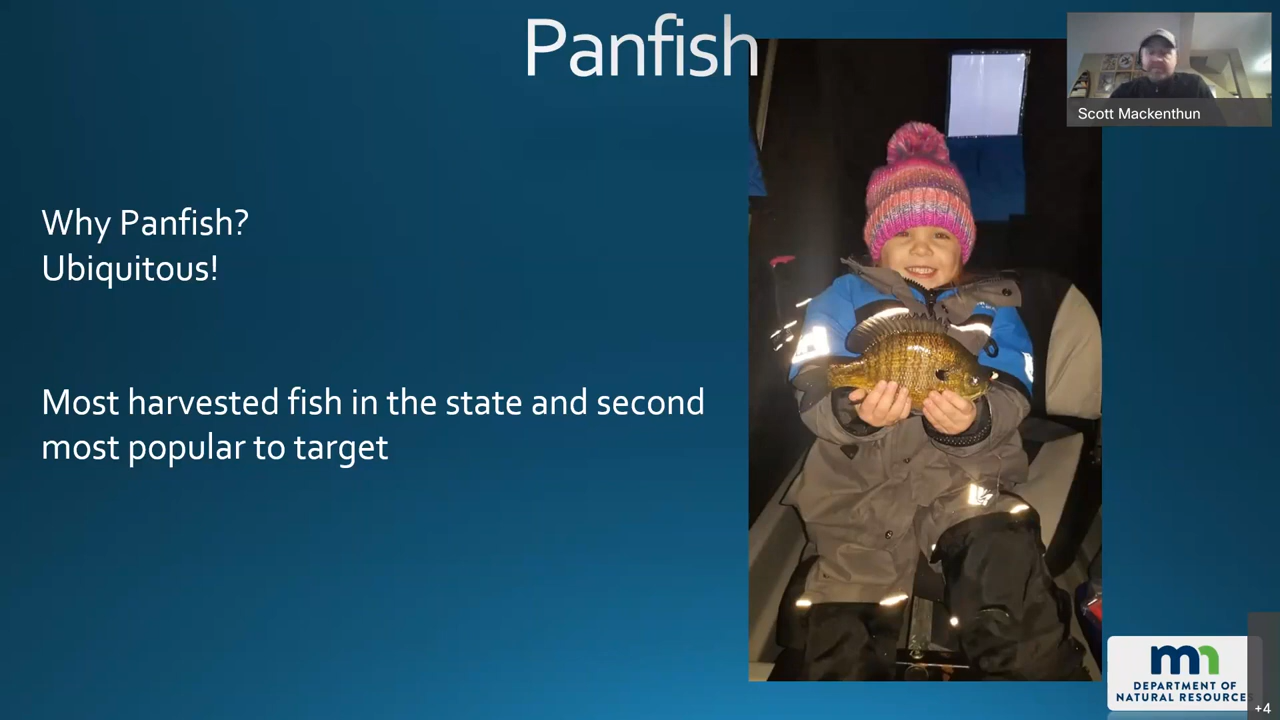 Panfish
Scott Mackenthun
Why Panfish?
Ubiquitous!
Most harvested fish in the state and second
most popular to target
mn
DEPARTMENT OF
NATURAL RESOURCES
+4